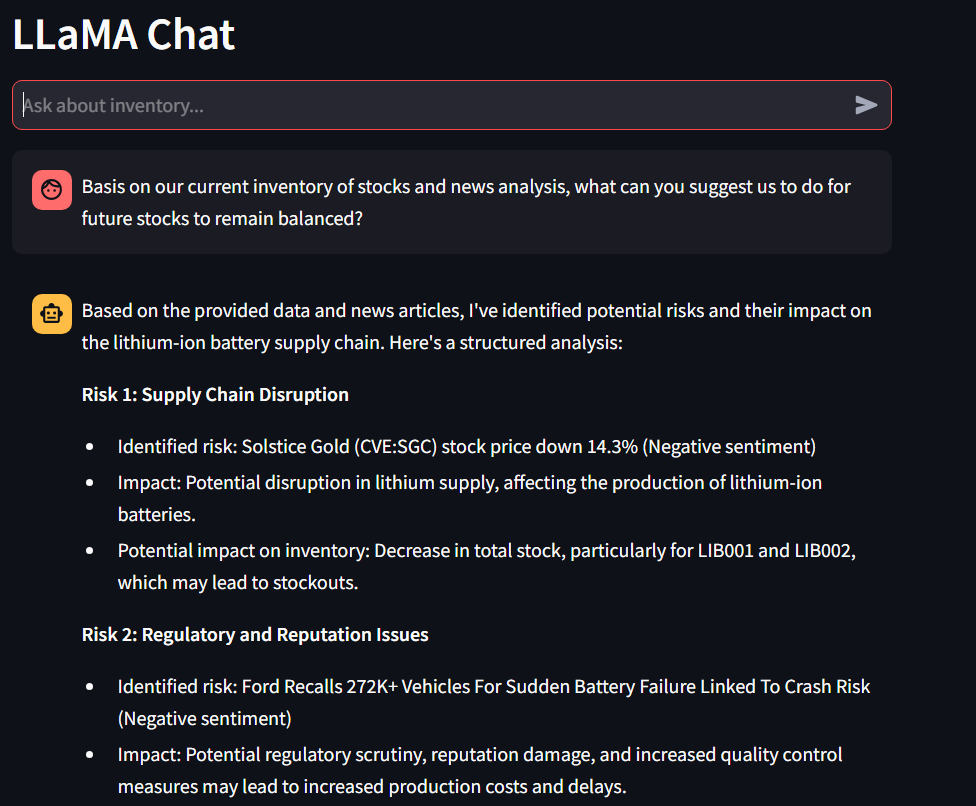 LLaMA Chat
Ask about inventory...
Basis on our current inventory of stocks and news analysis, what can you suggest us to do for
future stocks to remain balanced?
Based on the provided data and news articles, I've identified potential risks and their impact on
the lithium-ion battery supply chain. Here's a structured analysis:
Risk 1: Supply Chain Disruption
• Identified risk: Solstice Gold (CVE:SGC) stock price down 14.3% (Negative sentiment)
• Impact: Potential disruption in lithium supply, affecting the production of lithium-ion
batteries.
• Potential impact on inventory: Decrease in total stock, particularly for LIB001 and LIB002,
which may lead to stockouts.
Risk 2: Regulatory and Reputation Issues
• Identified risk: Ford Recalls 272K+ Vehicles For Sudden Battery Failure Linked To Crash Risk
(Negative sentiment)
• Impact: Potential regulatory scrutiny, reputation damage, and increased quality control
measures may lead to increased production costs and delays.